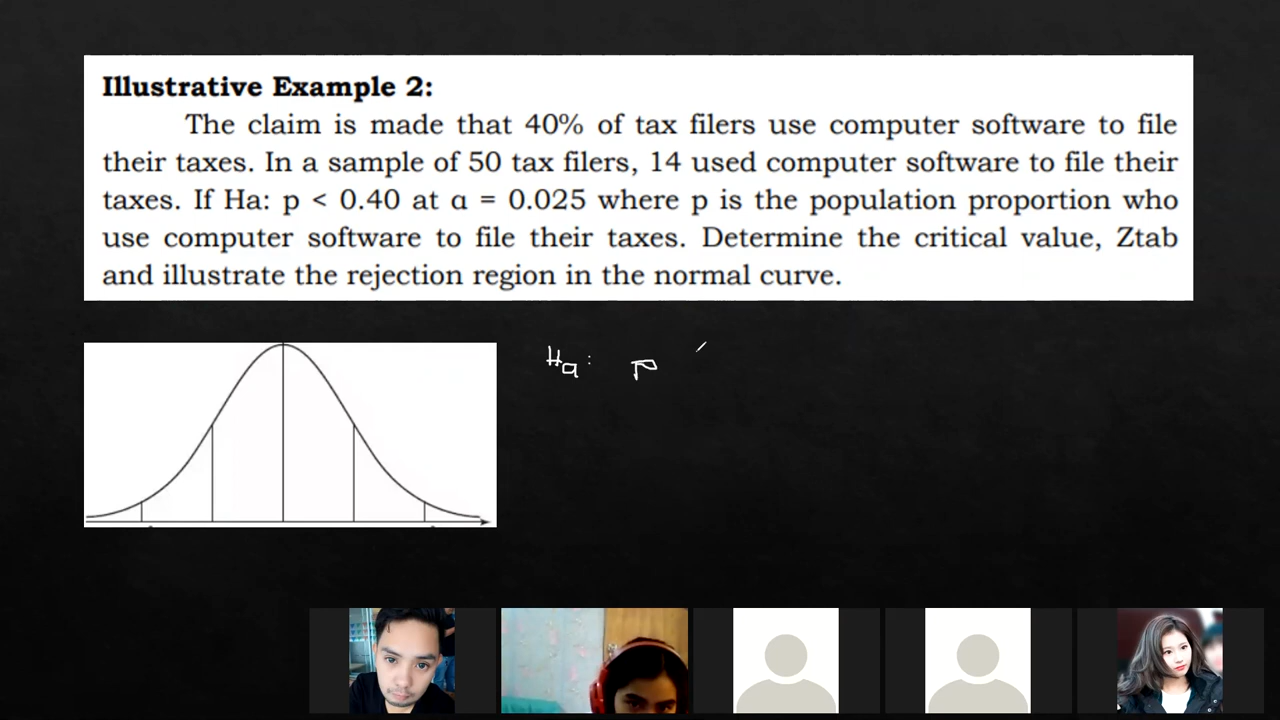 Illustrative Example 2:
The claim is made that 40% of tax filers use computer software to file
their taxes. In a sample of 50 tax filers, 14 used computer software to file their
taxes. If Ha: p < 0.40 at α = 0.025 where p is the population proportion who
use computer software to file their taxes. Determine the critical value, Ztab
and illustrate the rejection region in the normal curve.
Ha: p